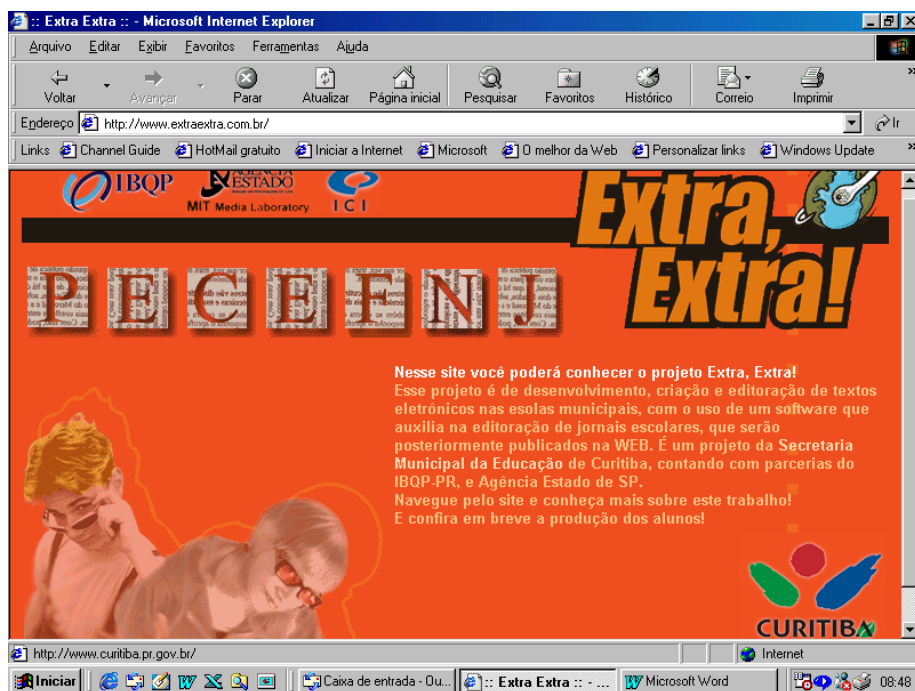 :: Extra Extra :: - Microsoft Internet Explorer
Arquivo Editar Exibir Favoritos Ferramentas Ajuda
Voltar Avançar Parar Atualizar Página inicial Pesquisar Favoritos Histórico Correio Imprimir
Endereço http://www.extraextra.com.br/ Ir
Links Channel Guide HotMail gratuito Iniciar a Internet Microsoft O melhor da Web Personalizar links Windows Update
IBQP
AGÊNCIA
ESTADO
MIT Media Laboratory
ICI
Extra,
Extra!
P E C E F N J
Nesse site você poderá conhecer o projeto Extra, Extra!
Esse projeto é de desenvolvimento, criação e editoração de textos
eletrônicos nas esolas municipais, com o uso de um software que
auxilia na editoração de jornais escolares, que serão
posteriormente publicados na WEB. É um projeto da Secretaria
Municipal da Educação de Curitiba, contando com parcerias do
IBQP-PR, e Agência Estado de SP.
Navegue pelo site e conheça mais sobre este trabalho!
E confira em breve a produção dos alunos!
CURITIBA
http://www.curitiba.pr.gov.br/ Internet
Iniciar Caixa de entrada - Ou... :: Extra Extra :: - ... Microsoft Word 08:48